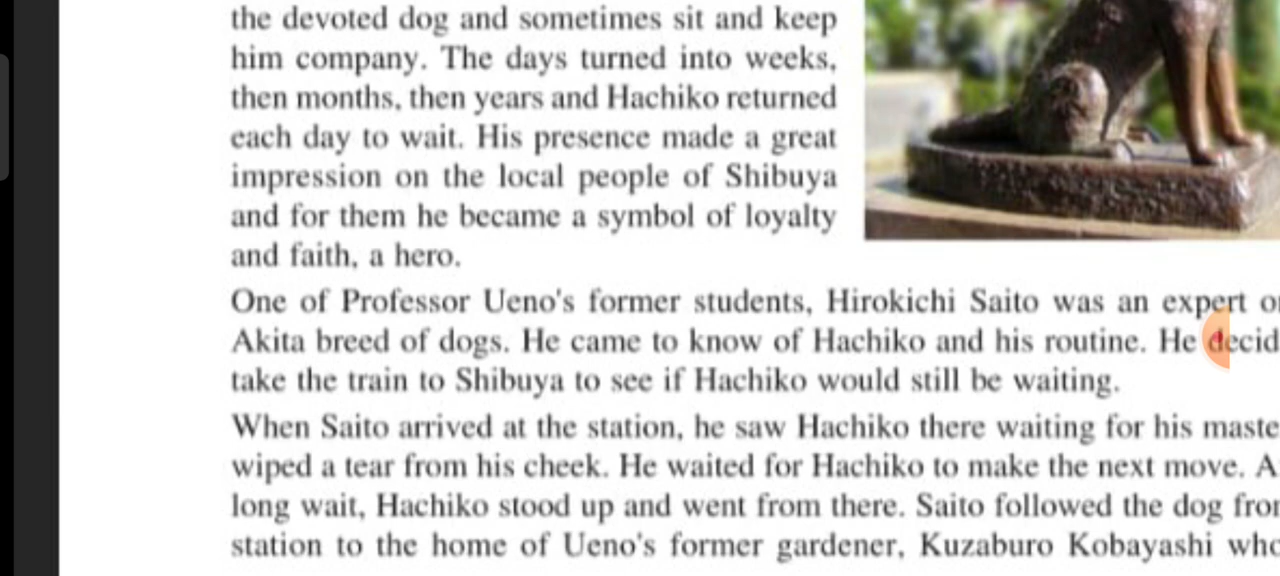 the devoted dog and sometimes sit and keep
him company. The days turned into weeks,
then months, then years and Hachiko returned
each day to wait. His presence made a great
impression on the local people of Shibuya
and for them he became a symbol of loyalty
and faith, a hero.
One of Professor Ueno's former students, Hirokichi Saito was an expert
Akita breed of dogs. He came to know of Hachiko and his routine. He decid
take the train to Shibuya to see if Hachiko would still be waiting.
When Saito arrived at the station, he saw Hachiko there waiting for his maste
wiped a tear from his cheek. He waited for Hachiko to make the next move. A
long wait, Hachiko stood up and went from there. Saito followed the dog fro
station to the home of Ueno's former gardener, Kuzaburo Kobayashi who